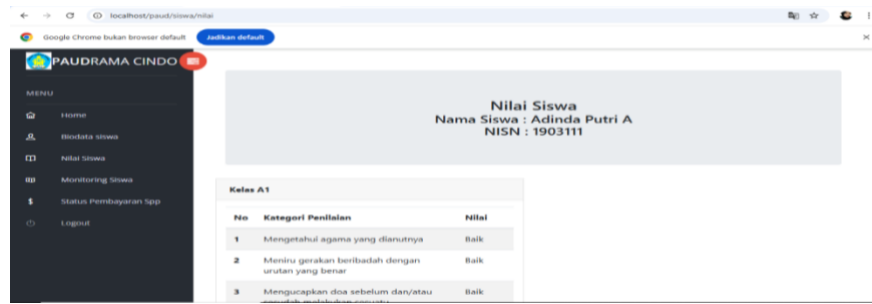 localhost/paud/siswa/nilai
Google Chrome bukan browser default
Jadikan default
PAUDRAMA CINDO
MENU
Home
Biodata siswa
Nilai Siswa
Monitoring Siswa
Status Pembayaran Spp
Logout
Nilai Siswa
Nama Siswa : Adinda Putri A
NISN : 1903111
Kelas A1
No Kategori Penilaian Nilai
1 Mengetahui agama yang dianutnya Baik
2 Meniru gerakan beribadah dengan Baik
urutan yang benar
3 Mengucapkan doa sebelum dan/atau Baik
sesudah melakukan sesuatu